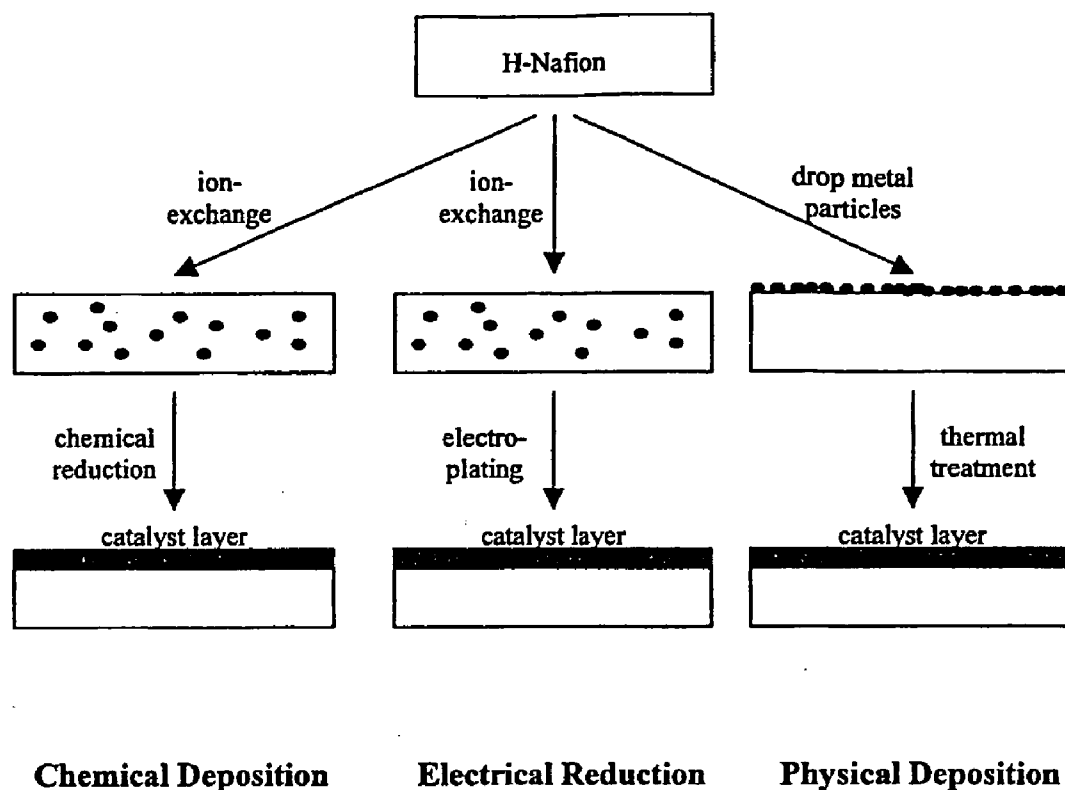 H-Nafion
ion-
exchange
ion-
exchange
drop metal
particles
chemical
reduction
electro-
plating
thermal
treatment
catalyst layer
catalyst layer
catalyst layer
Chemical Deposition
Electrical Reduction
Physical Deposition